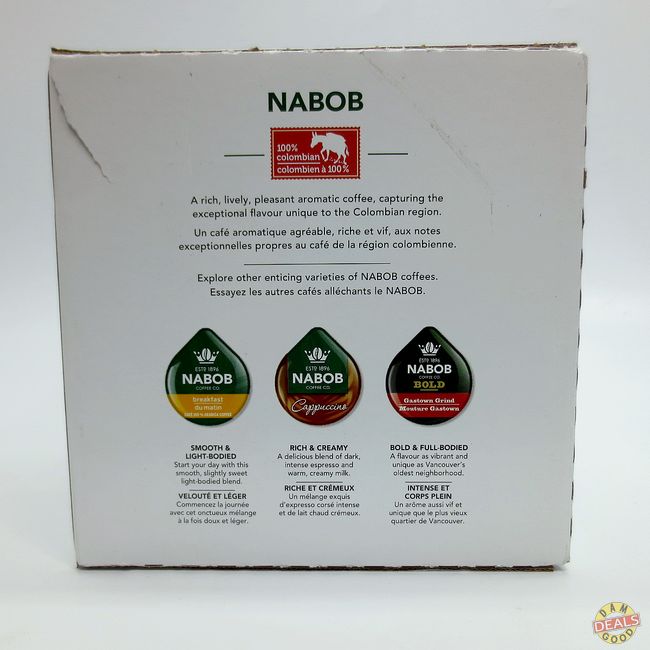 NABOB
100%
colombian
colombien à 100%
A rich, lively, pleasant aromatic coffee, capturing the
exceptional flavour unique to the Colombian region.
Un café aromatique agréable, riche et vif, aux notes
exceptionnelles propres au café de la région colombienne.
Explore other enticing varieties of NABOB coffees.
Essayez les autres cafés alléchants le NABOB.
ESTD 1896
NABOB
COFFEE CO.
breakfast
du matin
100% ARABICA COFFEE
SMOOTH &
LIGHT-BODIED
Start your day with this
smooth, slightly sweet
light-bodied blend.
VELOUTÉ ET LÉGER
Commencez la journée
avec cet onctueux mélange
à la fois doux et léger.
ESTD 1896
NABOB
COFFEE CO.
Cappuccino
RICH & CREAMY
A delicious blend of dark,
intense espresso and
warm, creamy milk.
RICHE ET CRÉMEUX
Un mélange exquis
d'expresso corsé intense
et de lait chaud crémeux.
ESTD 1896
NABOB
COFFEE CO.
BOLD
Gastown Grind
Mouture Gastown
BOLD & FULL-BODIED
A flavour as vibrant and
unique as Vancouver's
oldest neighborhood.
INTENSE ET
CORPS PLEIN
Un arôme aussi vif et
unique que le plus vieux
quartier de Vancouver.
DAM
DEALS
GOOD